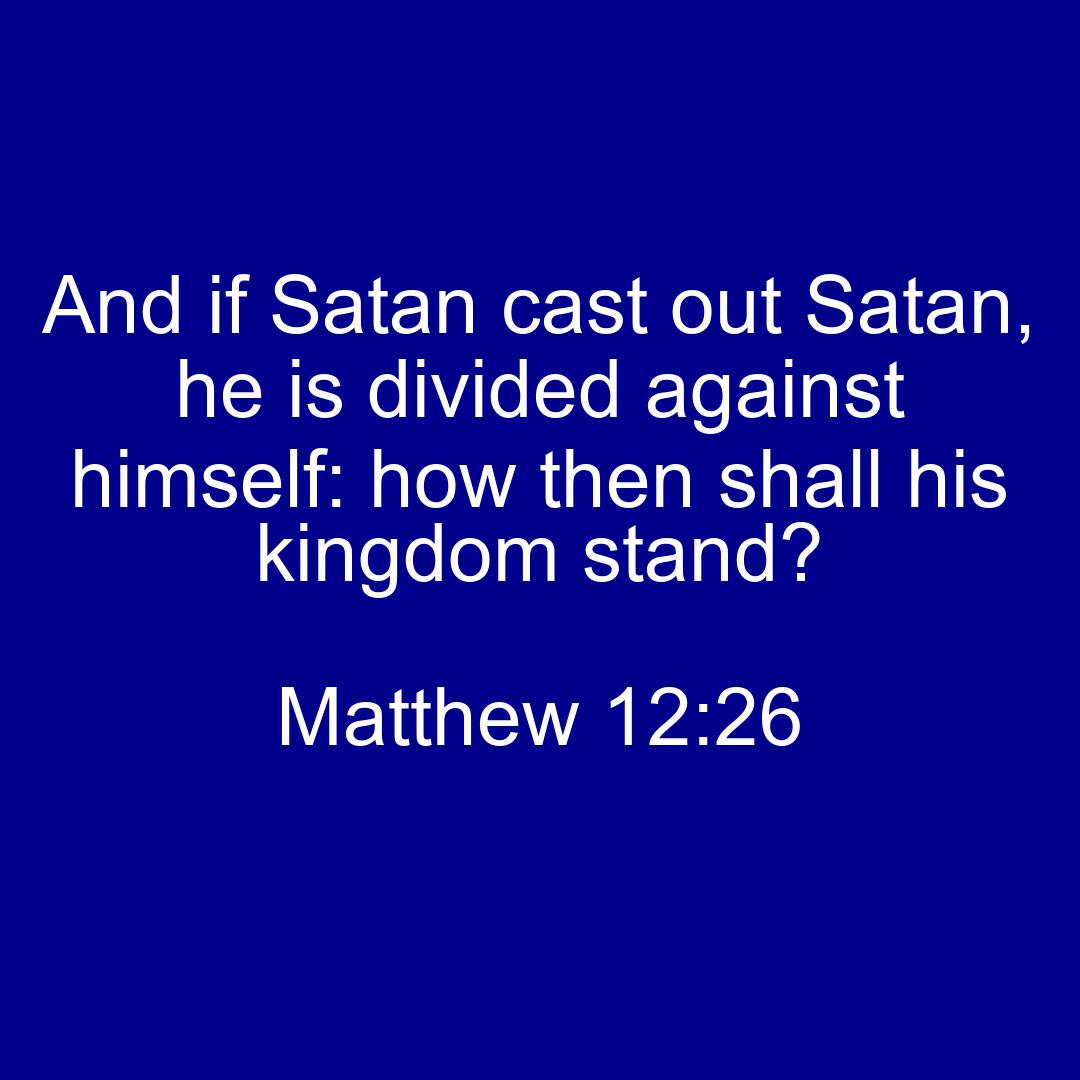 And if Satan cast out Satan,
he is divided against
himself: how then shall his
kingdom stand?
Matthew 12:26